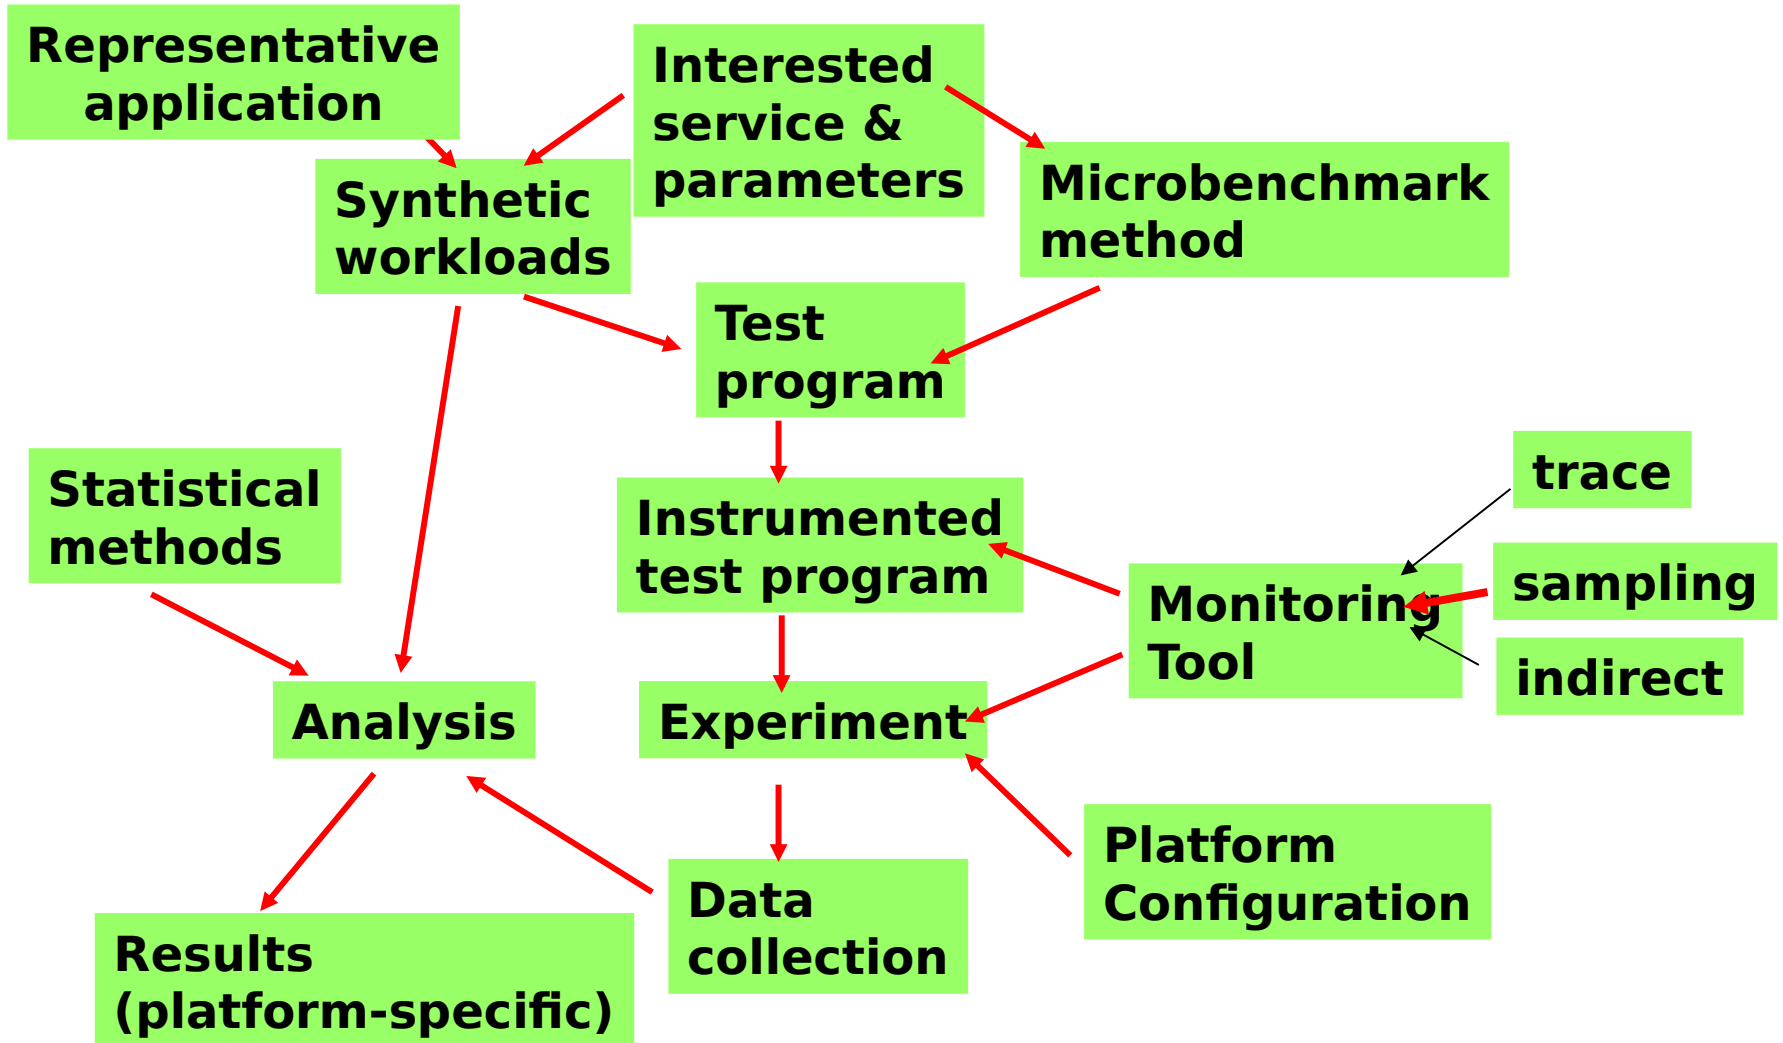 Representative
application
Interested
service &
parameters
Synthetic
workloads
Microbenchmark
method
Test
program
Statistical
methods
Instrumented
test program
trace
sampling
indirect
Monitoring
Tool
Analysis
Experiment
Platform
Configuration
Data
collection
Results
(platform-specific)